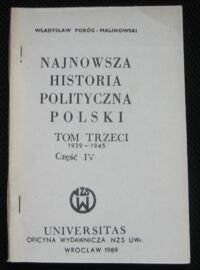 WŁADYSŁAW POBÓG-MALINOWSKI
NAJNOWSZA
HISTORIA
POLITYCZNA
POLSKI
TOM TRZECI
1939-1945
Część IV
NZS
UNIVERSITAS
OFICYNA WYDAWNICZA NZS UWr.
WROCŁAW 1989